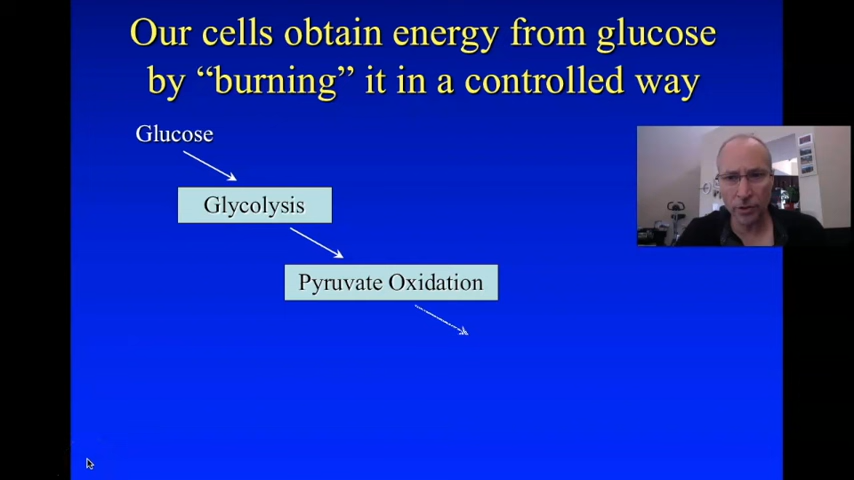 Our cells obtain energy from glucose
by “burning” it in a controlled way
Glucose
Glycolysis
Pyruvate Oxidation